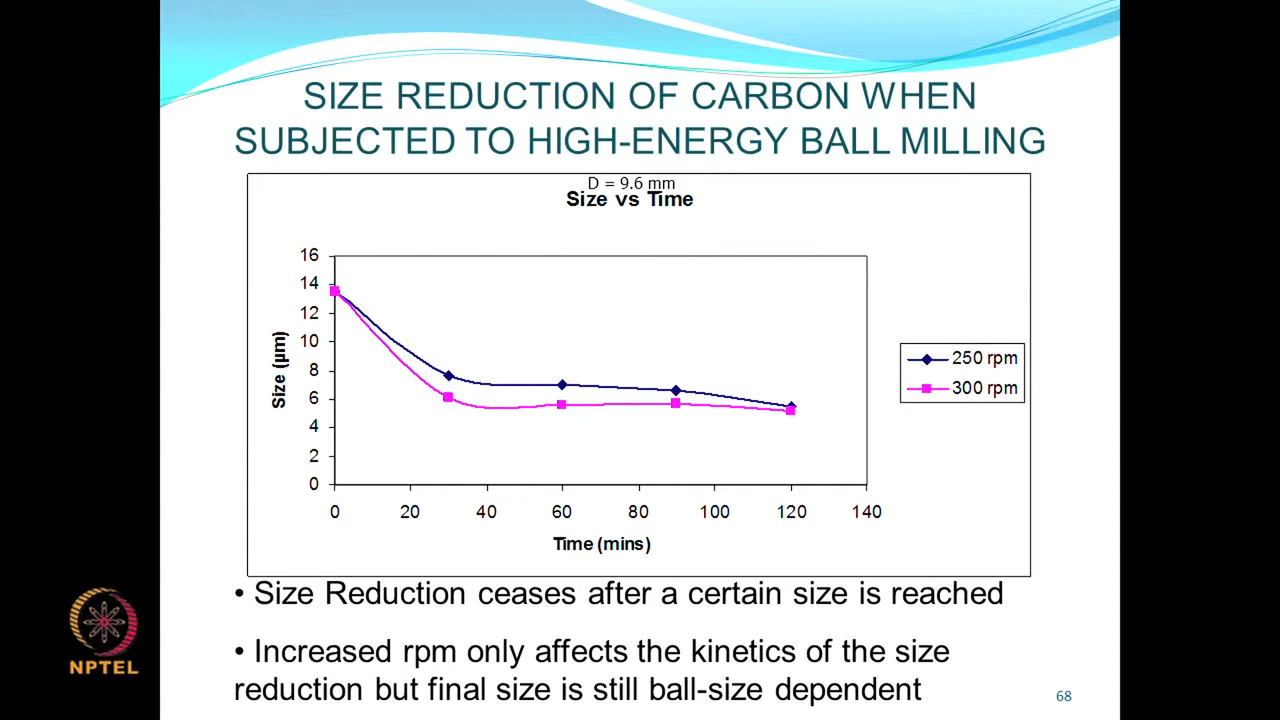 SIZE REDUCTION OF CARBON WHEN
SUBJECTED TO HIGH-ENERGY BALL MILLING
D = 9.6 mm
Size vs Time
16
14
12
10
8
6
4
2
0
Size (µm)
0 20 40 60 80 100 120 140
Time (mins)
250 rpm
300 rpm
• Size Reduction ceases after a certain size is reached
• Increased rpm only affects the kinetics of the size
reduction but final size is still ball-size dependent
NPTEL
68